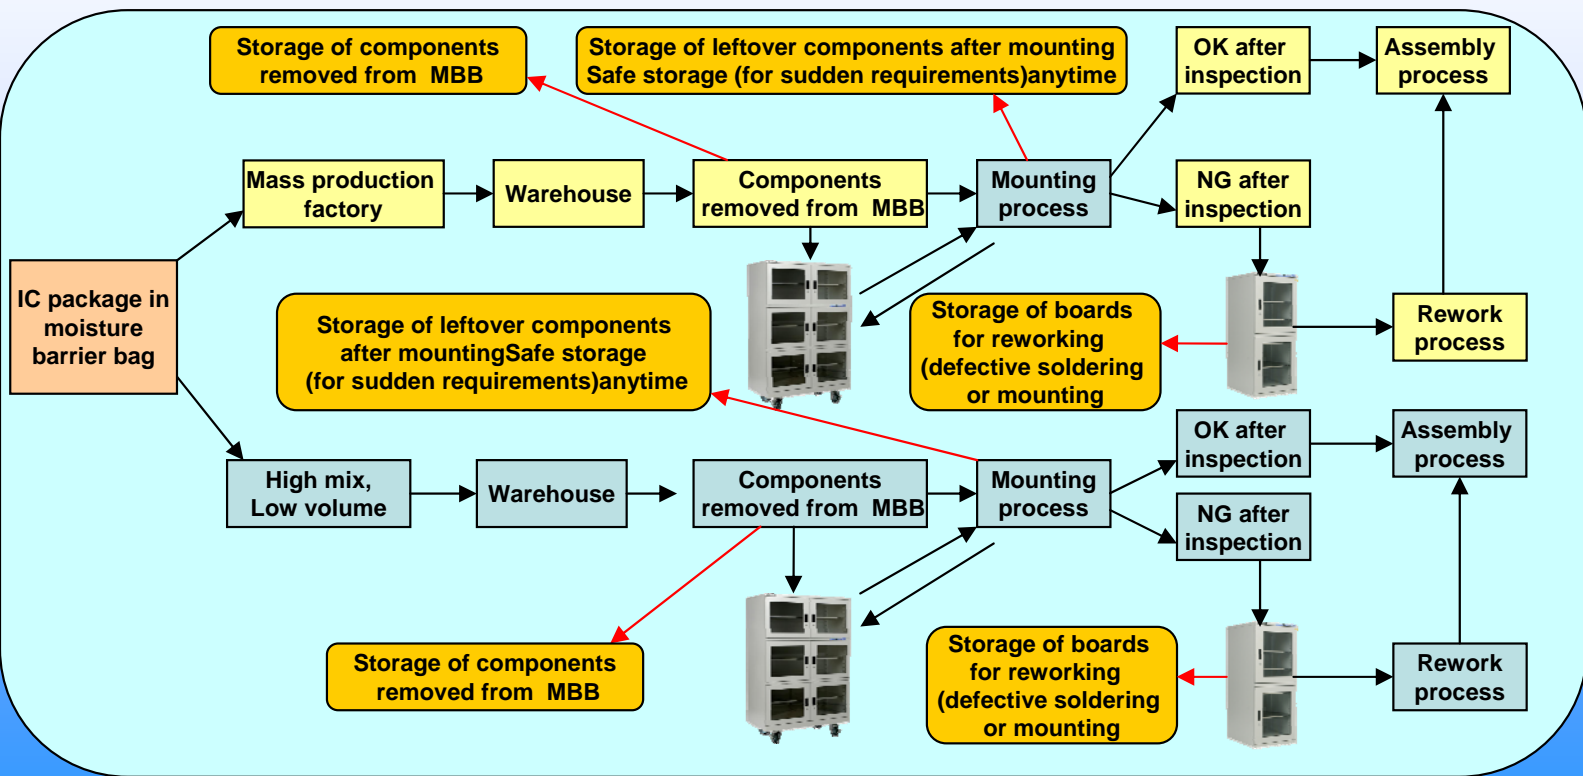 Storage of components
removed from MBB
Storage of leftover components after mounting
Safe storage (for sudden requirements)anytime
OK after
inspection
Assembly
process
Mass production
factory
Warehouse
Components
removed from MBB
Mounting
process
NG after
inspection
IC package in
moisture
barrier bag
Storage of leftover components
after mountingSafe storage
(for sudden requirements)anytime
Storage of boards
for reworking
(defective soldering
or mounting
Rework
process
High mix,
Low volume
Warehouse
Components
removed from MBB
Mounting
process
OK after
inspection
Assembly
process
NG after
inspection
Storage of components
removed from MBB
Storage of boards
for reworking
(defective soldering
or mounting
Rework
process